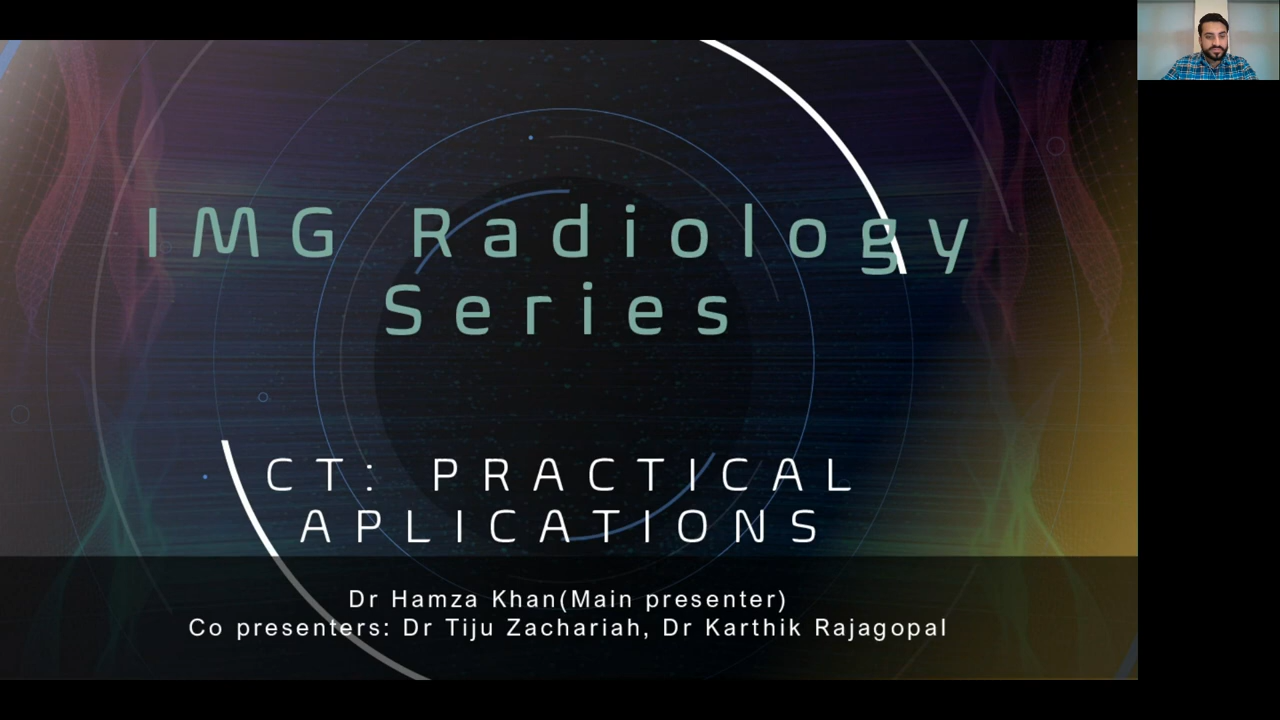 IMG Radiology
Series
CT: PRACTICAL
APLICATIONS
Dr Hamza Khan(Main presenter)
Co presenters: Dr Tiju Zachariah, Dr Karthik Rajagopal